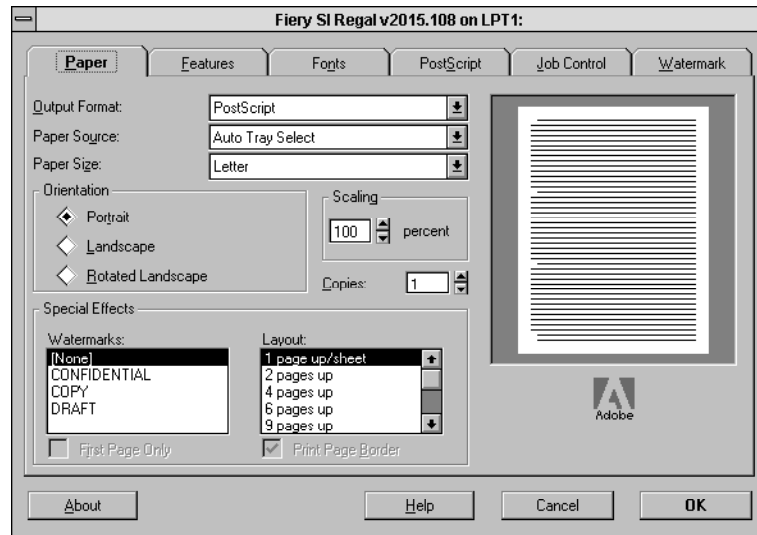 Fiery SI Regal v2015.108 on LPT1:
Paper Features Fonts PostScript Job Control Watermark
Output Format: PostScript
Paper Source: Auto Tray Select
Paper Size: Letter
Orientation
Portrait
Landscape
Rotated Landscape
Scaling
100 percent
Copies: 1
Special Effects
Watermarks:
[None]
CONFIDENTIAL
COPY
DRAFT
First Page Only
Layout:
1 page up/sheet
2 pages up
4 pages up
6 pages up
9 pages up
Print Page Border
Adobe
About Help Cancel OK